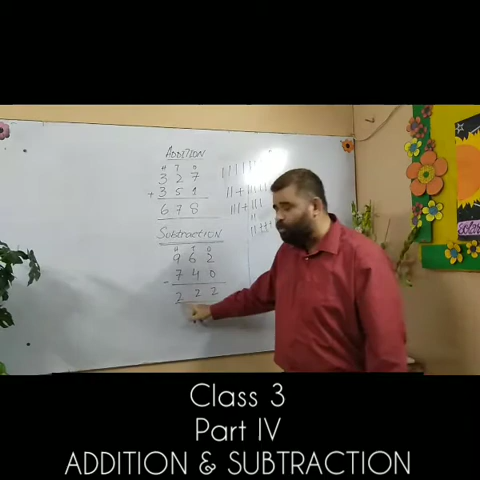 ADDITION
H T O
3 2 7
+ 3 5 1
6 7 8
SUBTRACTION
H T O
9 6 2
- 7 4 0
2 2 2
Class 3
Part IV
ADDITION & SUBTRACTION